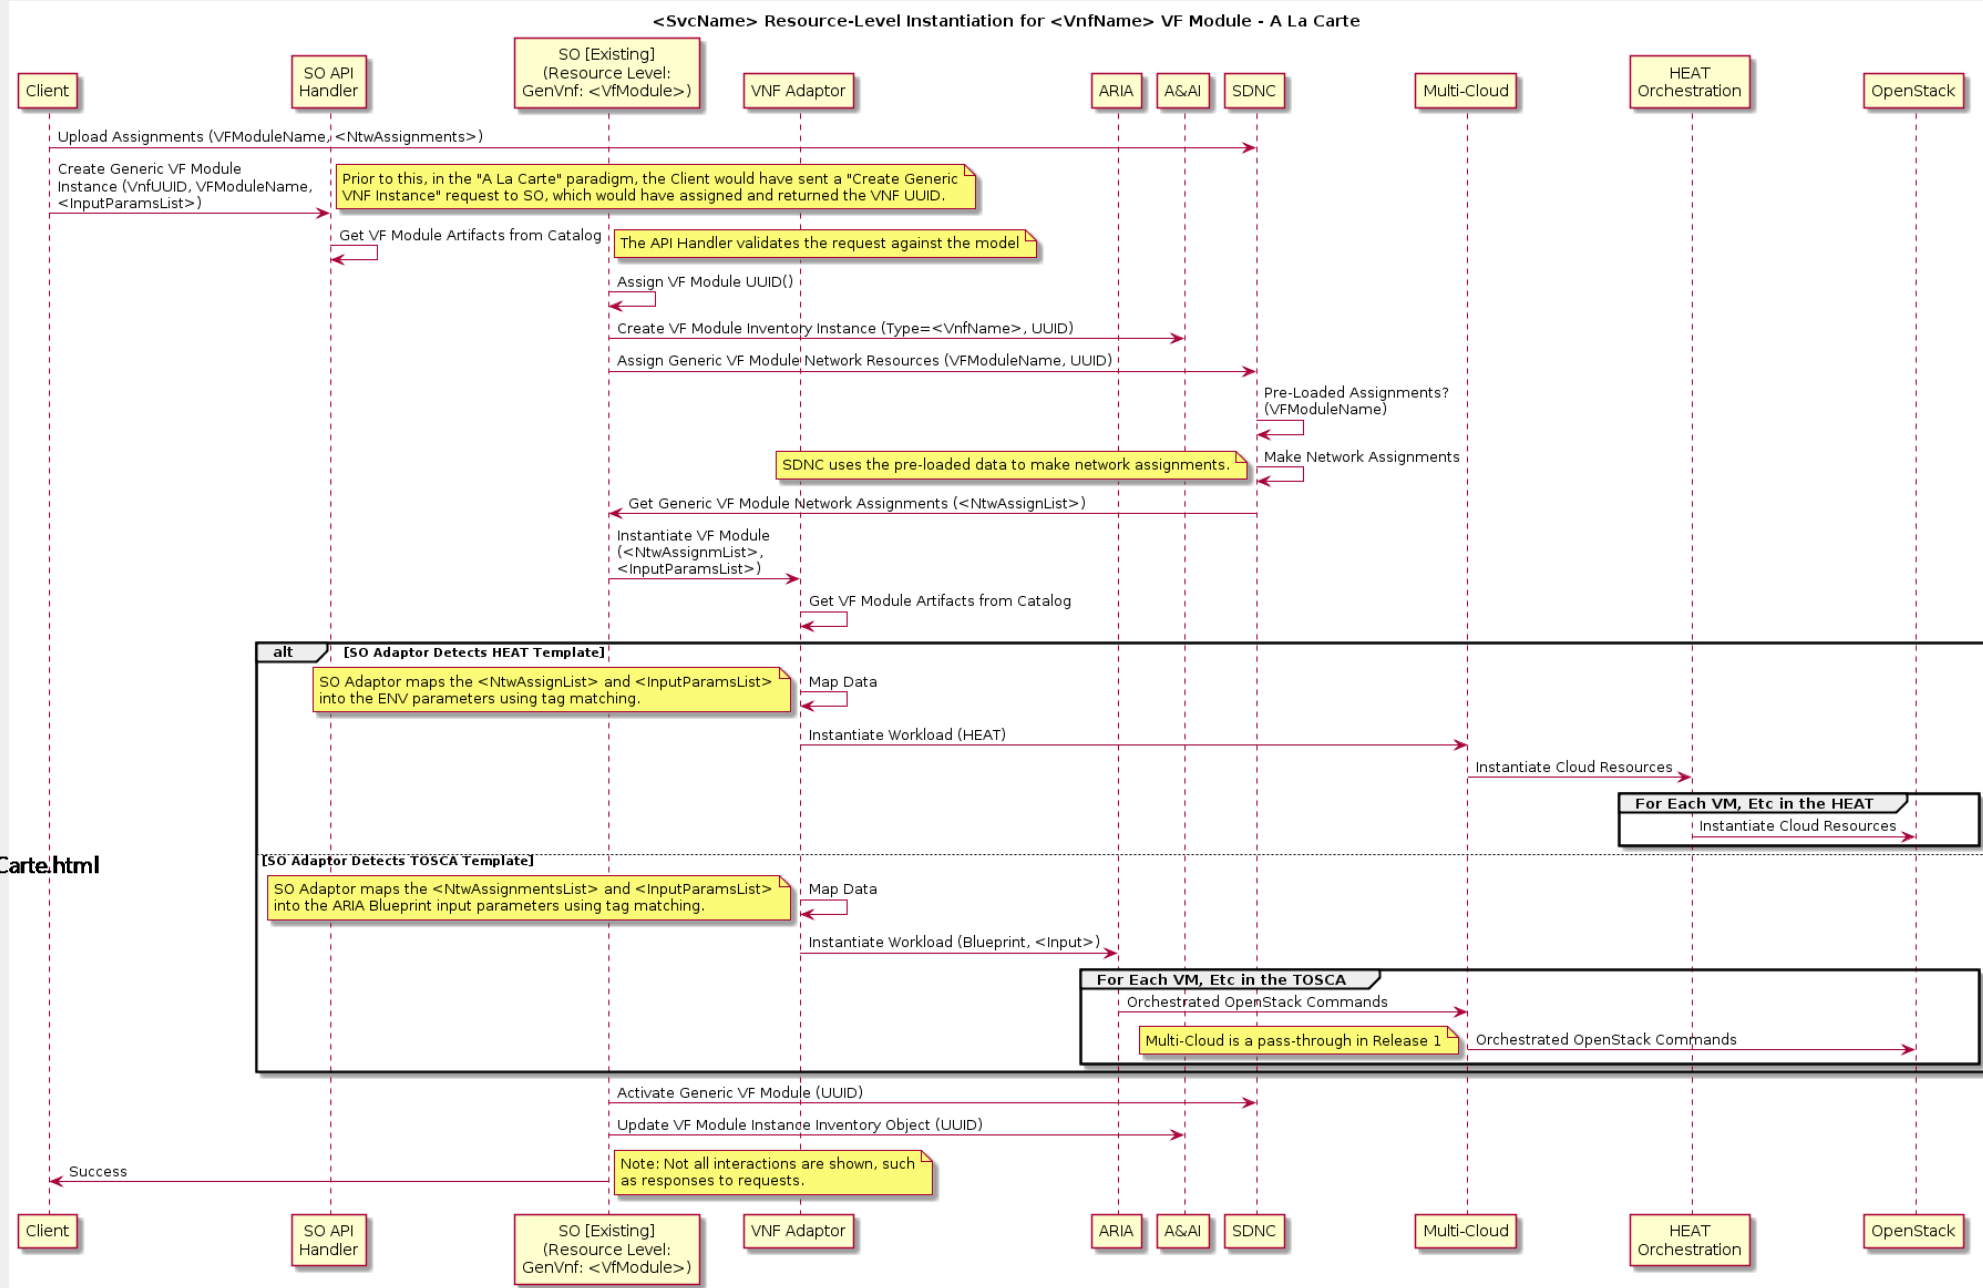 <SvcName> Resource-Level Instantiation for <VnfName> VF Module - A La Carte
Client
SO API
Handler
SO [Existing]
(Resource Level:
GenVnf: <VfModule>)
VNF Adaptor
ARIA
A&AI
SDNC
Multi-Cloud
HEAT
Orchestration
OpenStack
Upload Assignments (VFModuleName, <NtwAssignments>)
Create Generic VF Module
Instance (VnfUUID, VFModuleName,
<InputParamsList>)
Prior to this, in the "A La Carte" paradigm, the Client would have sent a "Create Generic
VNF Instance" request to SO, which would have assigned and returned the VNF UUID.
Get VF Module Artifacts from Catalog
The API Handler validates the request against the model
Assign VF Module UUID()
Create VF Module Inventory Instance (Type=<VnfName>, UUID)
Assign Generic VF Module Network Resources (VFModuleName, UUID)
Pre-Loaded Assignments?
(VFModuleName)
SDNC uses the pre-loaded data to make network assignments.
Make Network Assignments
Get Generic VF Module Network Assignments (<NtwAssignList>)
Instantiate VF Module
(<NtwAssignmList>,
<InputParamsList>)
Get VF Module Artifacts from Catalog
alt
[SO Adaptor Detects HEAT Template]
SO Adaptor maps the <NtwAssignList> and <InputParamsList>
into the ENV parameters using tag matching.
Map Data
Instantiate Workload (HEAT)
Instantiate Cloud Resources
For Each VM, Etc in the HEAT
Instantiate Cloud Resources
Carte.html
[SO Adaptor Detects TOSCA Template]
SO Adaptor maps the <NtwAssignmentsList> and <InputParamsList>
into the ARIA Blueprint input parameters using tag matching.
Map Data
Instantiate Workload (Blueprint, <Input>)
For Each VM, Etc in the TOSCA
Orchestrated OpenStack Commands
Multi-Cloud is a pass-through in Release 1
Orchestrated OpenStack Commands
Activate Generic VF Module (UUID)
Update VF Module Instance Inventory Object (UUID)
Success
Note: Not all interactions are shown, such
as responses to requests.
Client
SO API
Handler
SO [Existing]
(Resource Level:
GenVnf: <VfModule>)
VNF Adaptor
ARIA
A&AI
SDNC
Multi-Cloud
HEAT
Orchestration
OpenStack